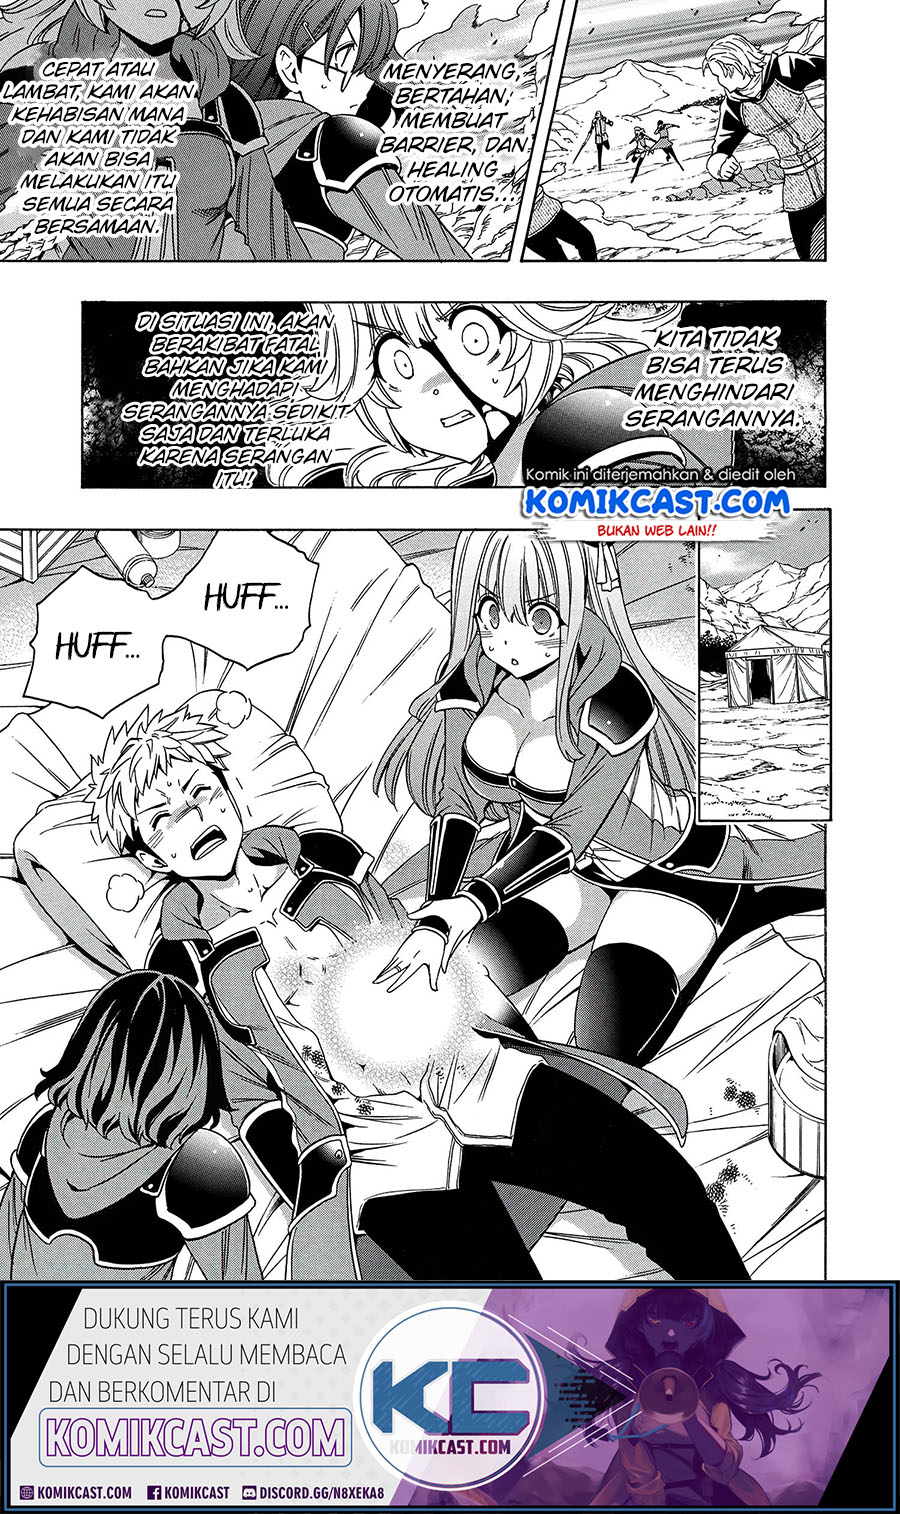 MENYERANG,
BERTAHAN,
MEMBUAT
BARRIER, DAN
HEALING
OTOMATIS...
CEPAT ATAU
LAMBAT, KAMI AKAN
KEHABISAN MANA
DAN KAMI TIDAK
AKAN BISA
MELAKUKAN ITU
SEMUA SECARA
BERSAMAAN.
KITA TIDAK
BISA TERUS
MENGHINDARI
SERANGANNYA.
DI SITUASI INI, AKAN
BERAKIBAT FATAL
BAHKAN JIKA KAMI
MENGHADAPI
SERANGANNYA SEDIKIT
SAJA DAN TERLUKA
KARENA SERANGAN
ITU!
Komik ini diterjemahkan & diedit oleh
KOMIKCAST.COM
BUKAN WEB LAIN!!
HUFF...
HUFF...
DUKUNG TERUS KAMI
DENGAN SELALU MEMBACA
DAN BERKOMENTAR DI
KOMIKCAST.COM
KC
KOMIKCAST.COM
KOMIKCAST.COM KOMIKCAST DISCORD.GG/N8XEKA8